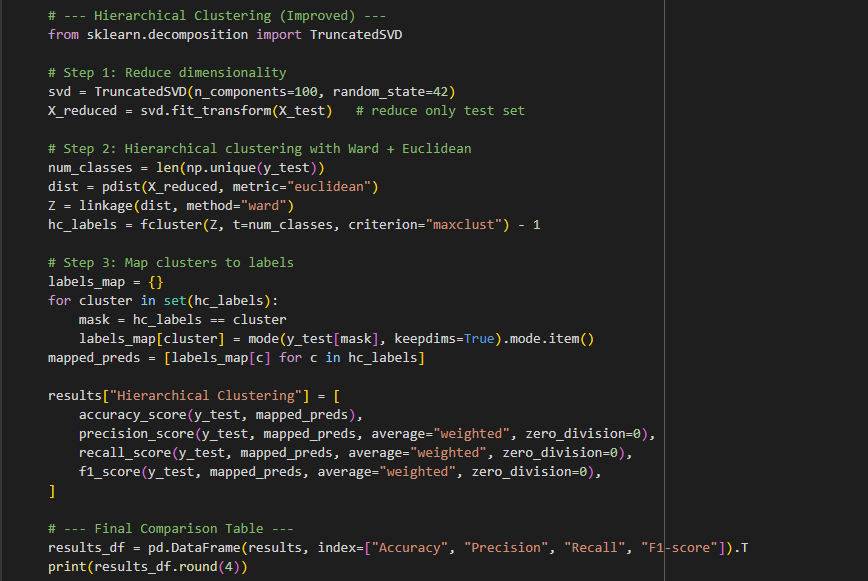 # --- Hierarchical Clustering (Improved) ---
from sklearn.decomposition import TruncatedSVD
# Step 1: Reduce dimensionality
svd = TruncatedSVD(n_components=100, random_state=42)
X_reduced = svd.fit_transform(X_test)   # reduce only test set
# Step 2: Hierarchical clustering with Ward + Euclidean
num_classes = len(np.unique(y_test))
dist = pdist(X_reduced, metric="euclidean")
Z = linkage(dist, method="ward")
hc_labels = fcluster(Z, t=num_classes, criterion="maxclust") - 1
# Step 3: Map clusters to labels
labels_map = {}
for cluster in set(hc_labels):
    mask = hc_labels == cluster
    labels_map[cluster] = mode(y_test[mask], keepdims=True).mode.item()
mapped_preds = [labels_map[c] for c in hc_labels]
results["Hierarchical Clustering"] = [
    accuracy_score(y_test, mapped_preds),
    precision_score(y_test, mapped_preds, average="weighted", zero_division=0),
    recall_score(y_test, mapped_preds, average="weighted", zero_division=0),
    f1_score(y_test, mapped_preds, average="weighted", zero_division=0),
]
# --- Final Comparison Table ---
results_df = pd.DataFrame(results, index=["Accuracy", "Precision", "Recall", "F1-score"]).T
print(results_df.round(4))